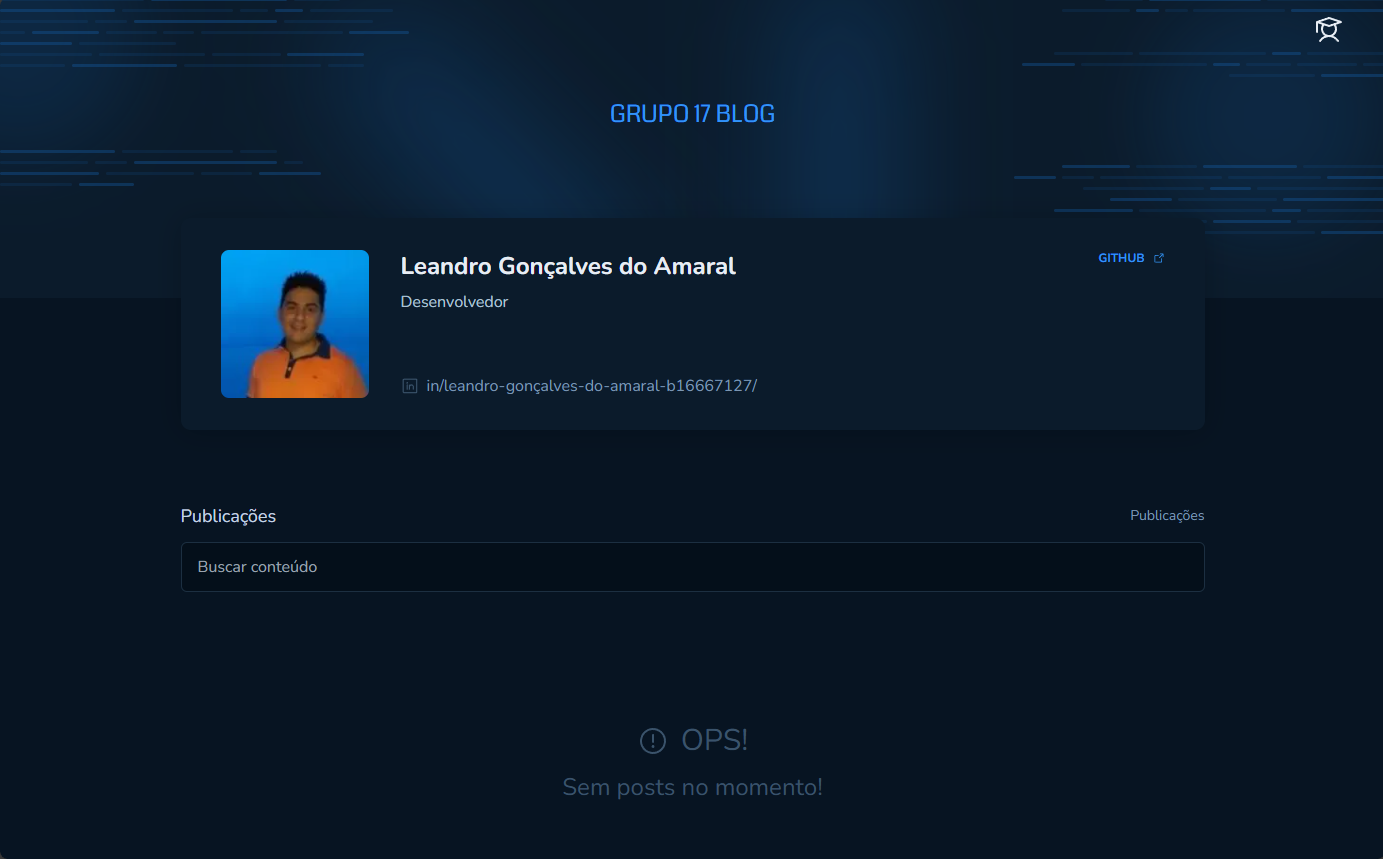 GRUPO 17 BLOG
Leandro Gonçalves do Amaral
GITHUB
Desenvolvedor
in/leandro-gonçalves-do-amaral-b16667127/
Publicações
Publicações
Buscar conteúdo
OPS!
Sem posts no momento!